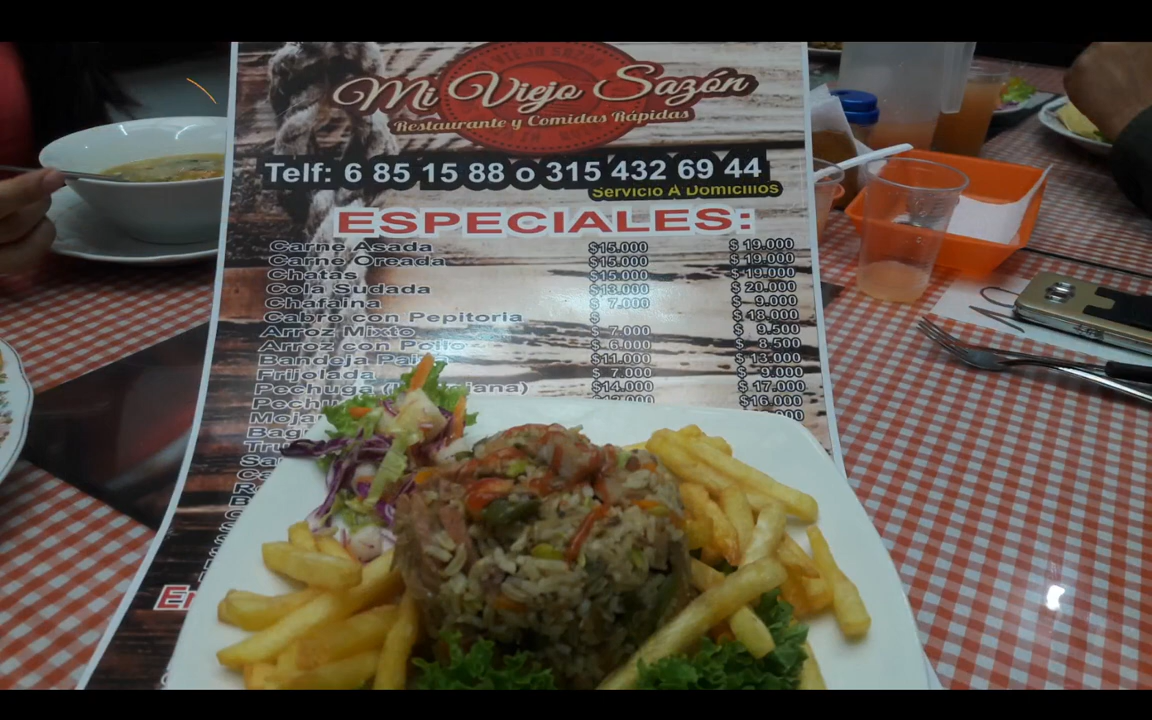 Mi Viejo Sazón
Restaurante y Comidas Rápidas
Telf: 6 85 15 88 o 315 432 69 44
Servicio A Domicilios
ESPECIALES:
Carne Asada $15.000 $ 19.000
Carne Oreada $15.000 $ 19.000
Chatas $15.000 $ 19.000
Cola Sudada $13.000 $ 20.000
Chafaina $ 7.000 $ 9.000
Cabro con Pepitoria $ $ 18.000
Arroz Mixto $ 7.000 $ 9.500
Arroz con Pollo $ 6.000 $ 8.500
Bandeja $11.000 $ 13.000
Frijolada $ 7.000 $ 9.000
Pechuga $14.000 $ 17.000
$16.000